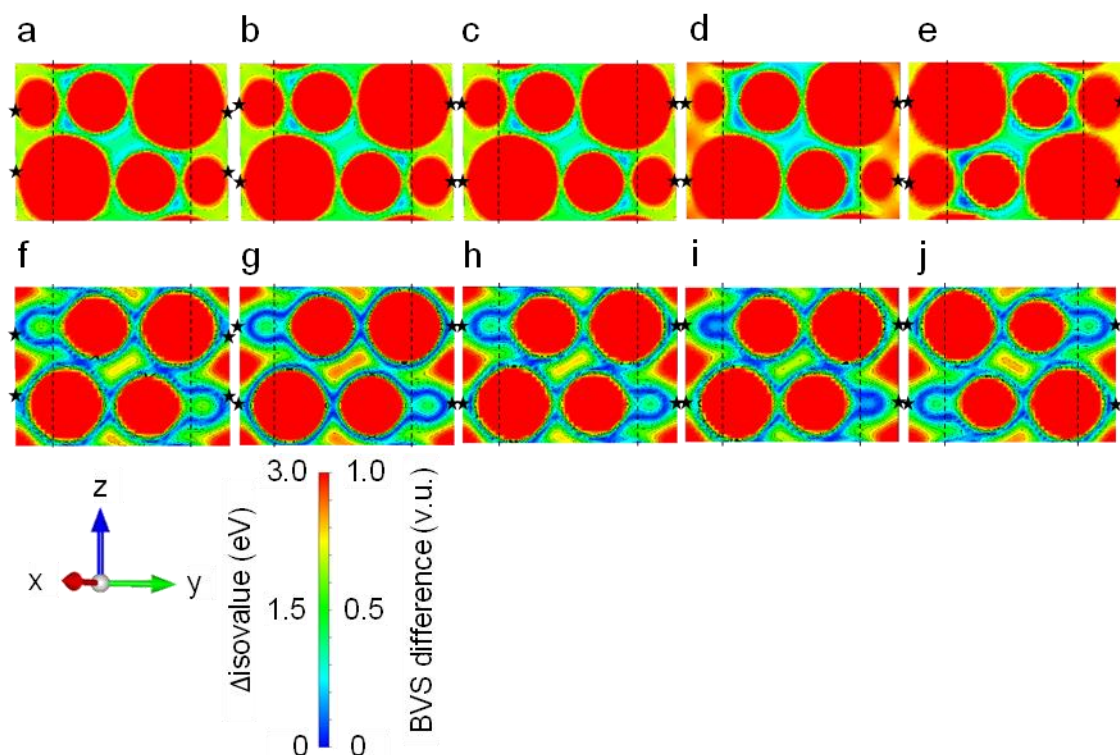 a b c d e
f g h i j
z
x
y
Δisovalue (eV)
3.0
1.5
0
1.0
0.5
0
BVS difference (v.u.)